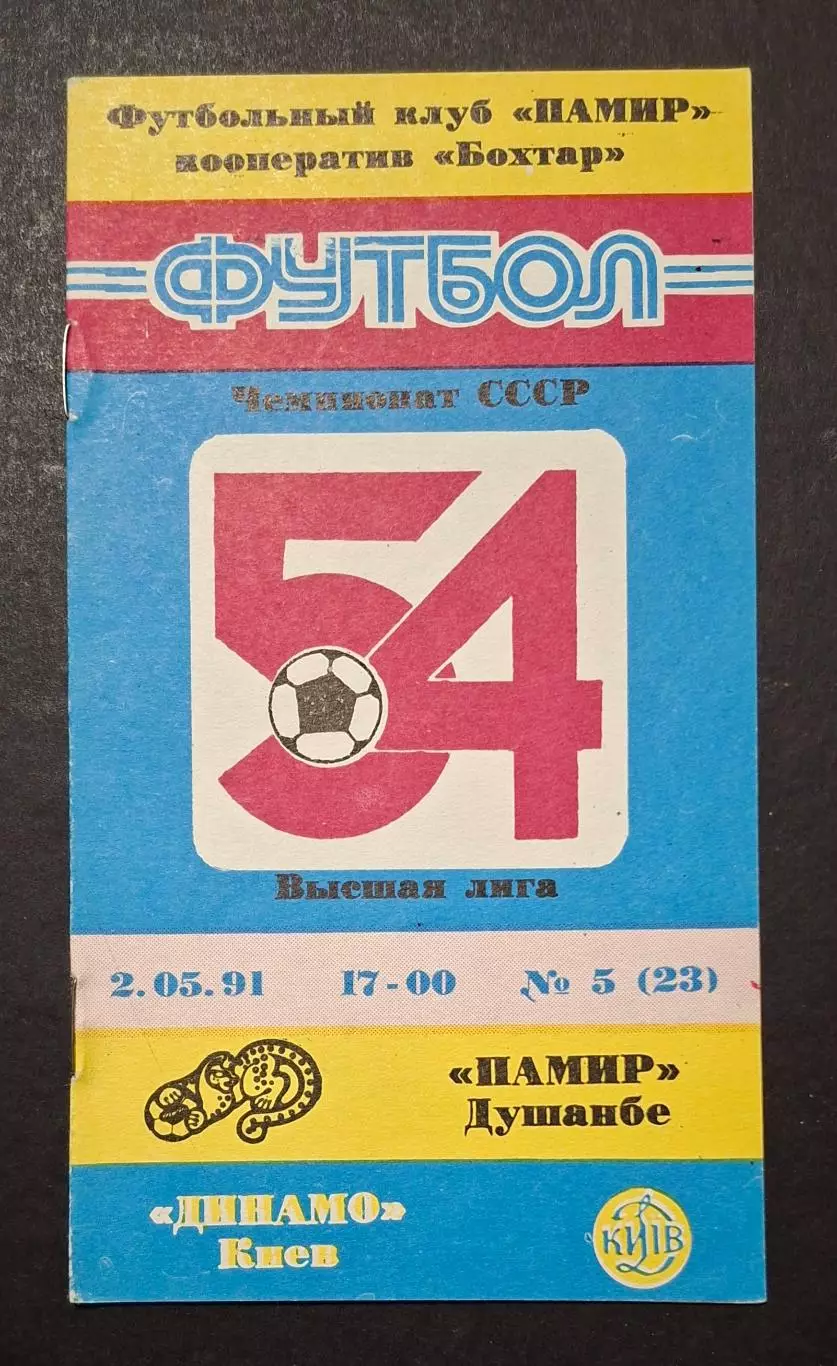 Футбольный клуб «ПАМИР»
кооператив «Бохтар»
ФУТБОЛ
Чемпионат СССР
54
Высшая лига
2.05.91 17-00 № 5 (23)
«ПАМИР»
Душанбе
«ДИНАМО»
Киев
Д
КИЇВ